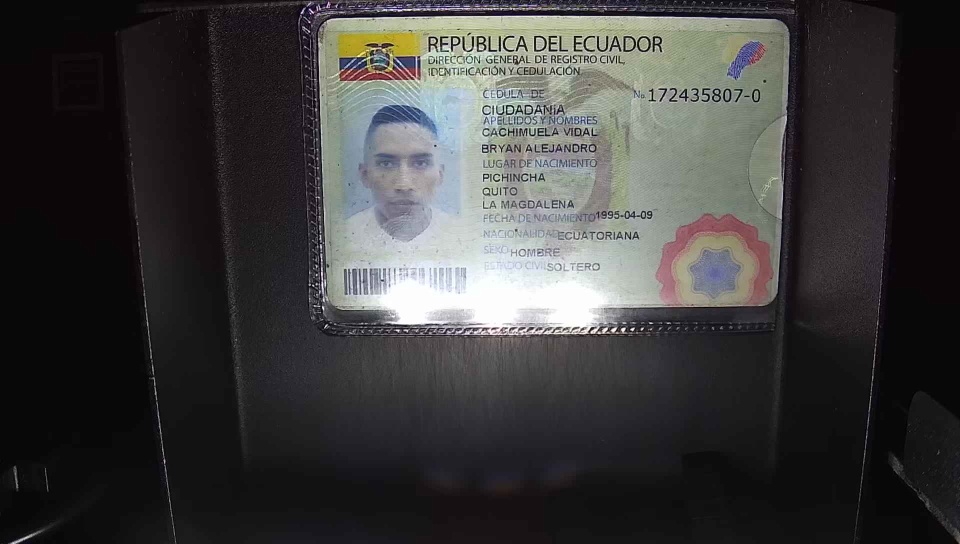 REPÚBLICA DEL ECUADOR
DIRECCIÓN GENERAL DE REGISTRO CIVIL,
IDENTIFICACIÓN Y CEDULACIÓN
CÉDULA DE
No 172435807-0
CIUDADANÍA
APELLIDOS Y NOMBRES
CACHIMUELA VIDAL
BRYAN ALEJANDRO
LUGAR DE NACIMIENTO
PICHINCHA
QUITO
LA MAGDALENA
FECHA DE NACIMIENTO 1995-04-09
NACIONALIDAD ECUATORIANA
SEXO HOMBRE
ESTADO CIVIL SOLTERO